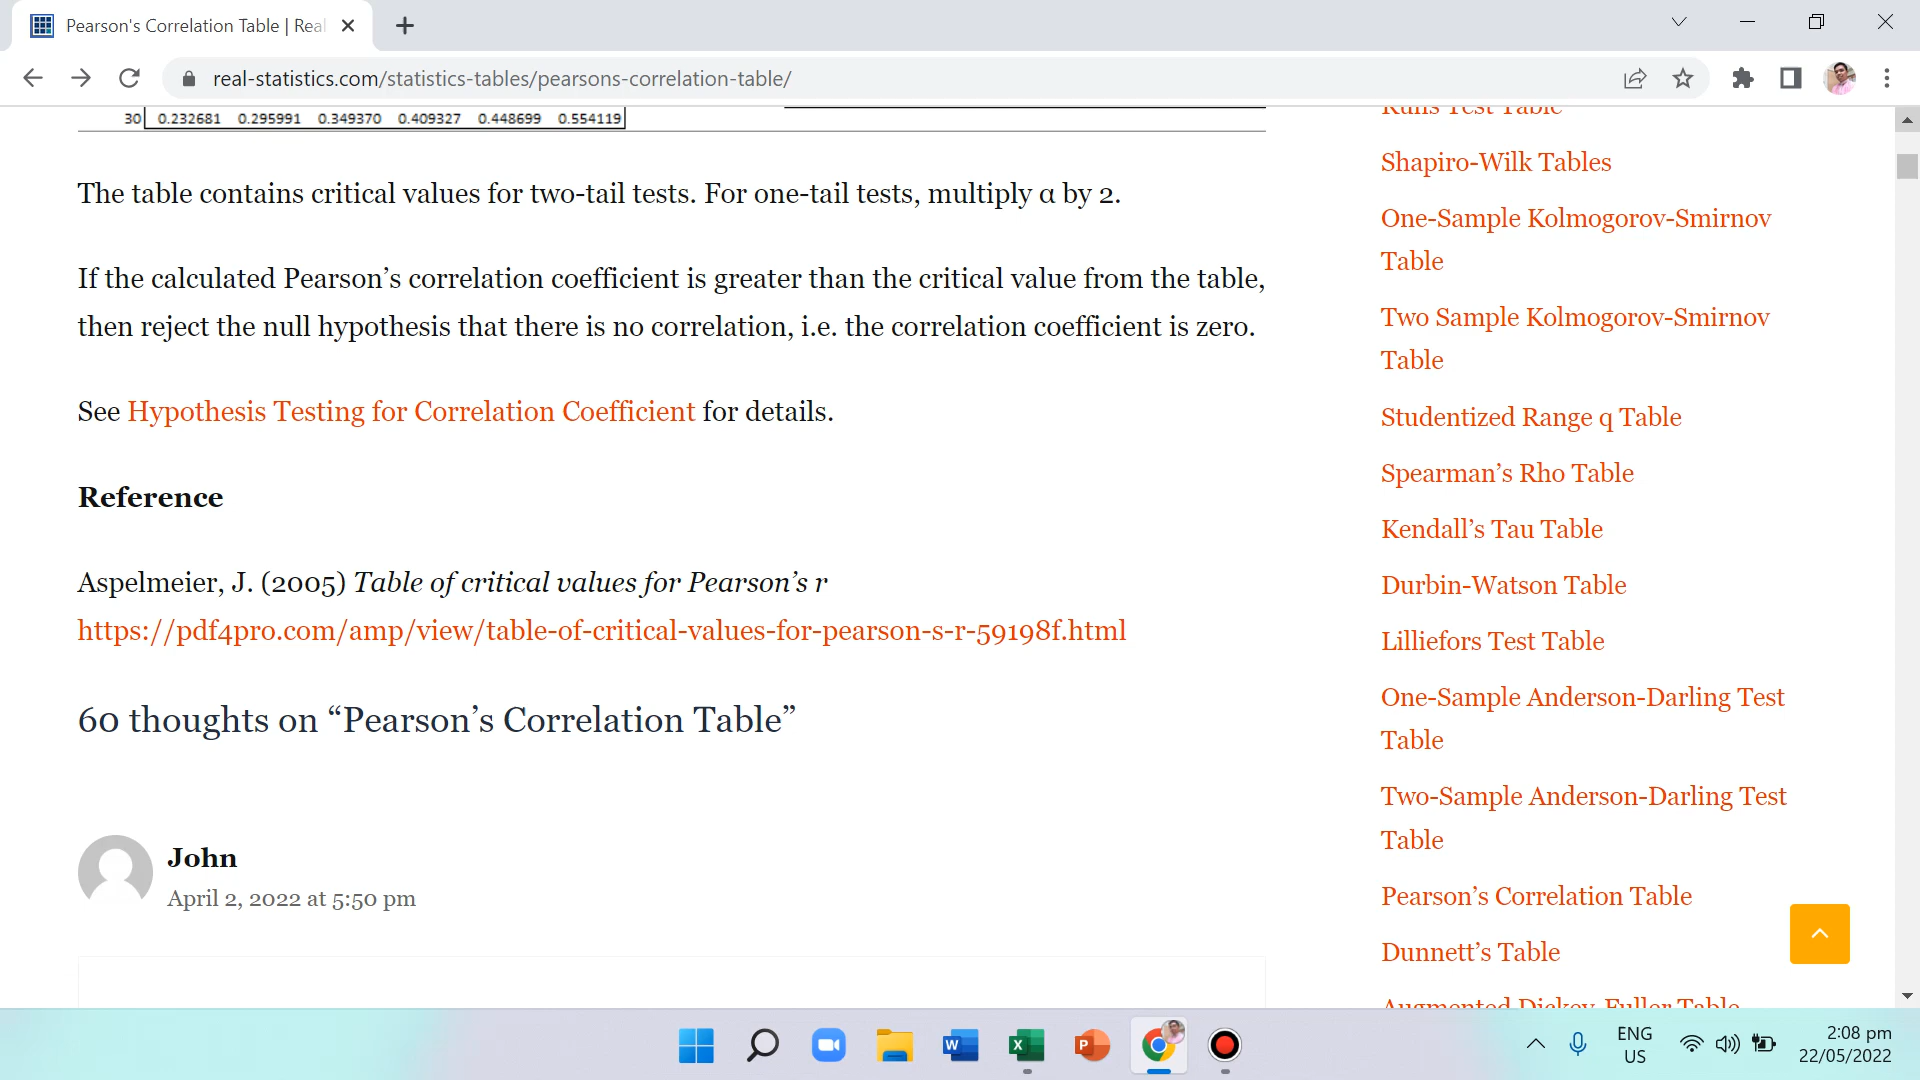 Pearson's Correlation Table | Real
real-statistics.com/statistics-tables/pearsons-correlation-table/
30 0.232681 0.295991 0.349370 0.409327 0.448699 0.554119
The table contains critical values for two-tail tests. For one-tail tests, multiply α by 2.
If the calculated Pearson’s correlation coefficient is greater than the critical value from the table,
then reject the null hypothesis that there is no correlation, i.e. the correlation coefficient is zero.
See Hypothesis Testing for Correlation Coefficient for details.
Reference
Aspelmeier, J. (2005) Table of critical values for Pearson’s r
https://pdf4pro.com/amp/view/table-of-critical-values-for-pearson-s-r-59198f.html
60 thoughts on “Pearson’s Correlation Table”
John
April 2, 2022 at 5:50 pm
Runs Test Table
Shapiro-Wilk Tables
One-Sample Kolmogorov-Smirnov
Table
Two Sample Kolmogorov-Smirnov
Table
Studentized Range q Table
Spearman’s Rho Table
Kendall’s Tau Table
Durbin-Watson Table
Lilliefors Test Table
One-Sample Anderson-Darling Test
Table
Two-Sample Anderson-Darling Test
Table
Pearson’s Correlation Table
Dunnett’s Table
Augmented Dickey-Fuller Table
W
X
P
ENG
US
2:08 pm
22/05/2022